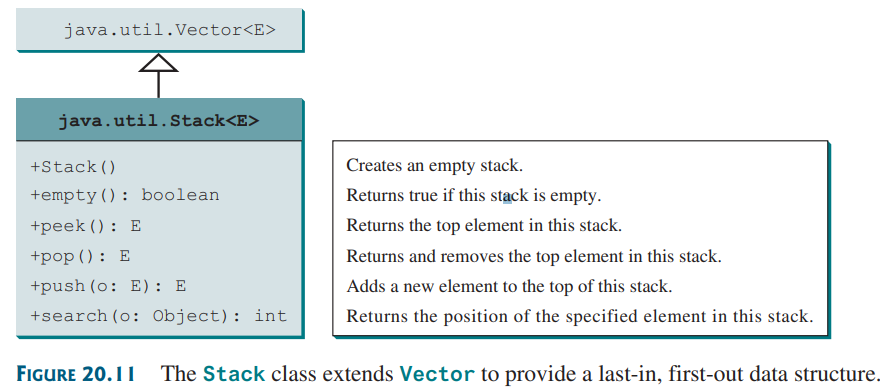 java.util.Vector<E>
java.util.Stack<E>
+Stack()
Creates an empty stack.
+empty(): boolean
Returns true if this stack is empty.
+peek(): E
Returns the top element in this stack.
+pop(): E
Returns and removes the top element in this stack.
+push(o: E): E
Adds a new element to the top of this stack.
+search(o: Object): int
Returns the position of the specified element in this stack.
FIGURE 20.11 The Stack class extends Vector to provide a last-in, first-out data structure.